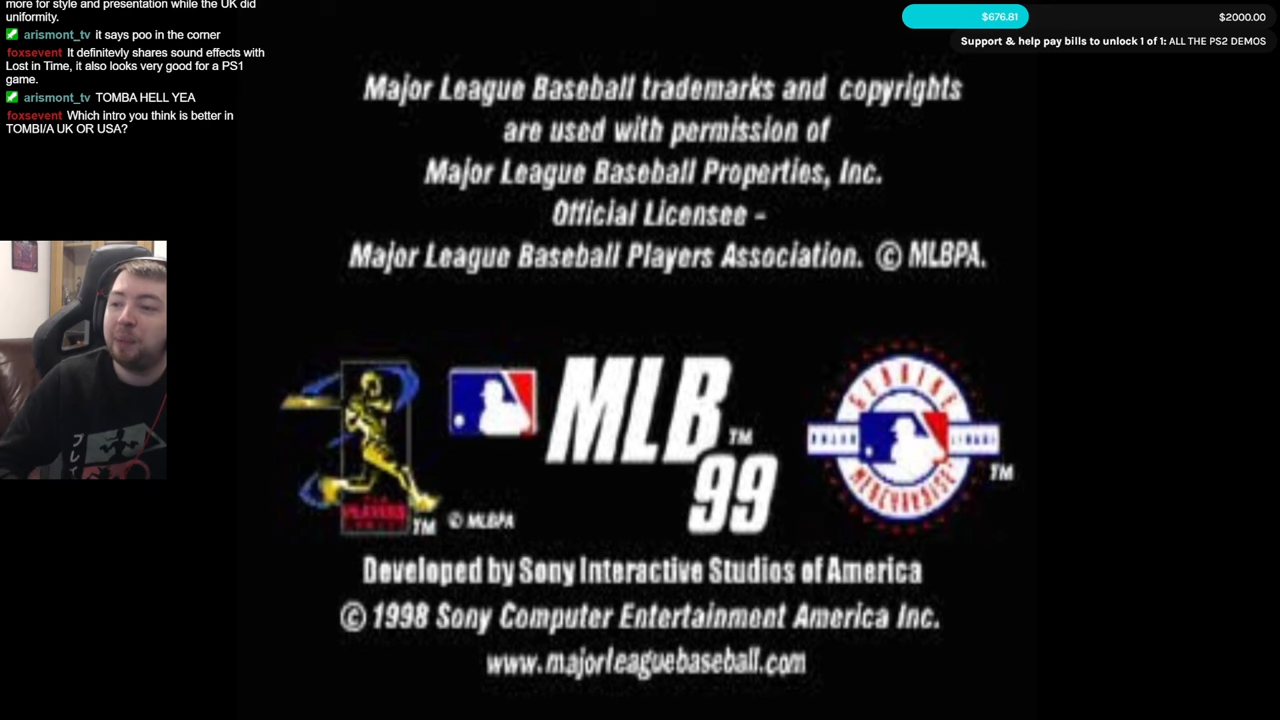 more for style and presentation while the UK did
uniformity.
arismont_tv it says poo in the corner
foxsevent It definitevly shares sound effects with
Lost in Time, it also looks very good for a PS1
game.
arismont_tv TOMBA HELL YEA
foxsevent Which intro you think is better in
TOMBI/A UK OR USA?
$676.81
$2000.00
Support & help pay bills to unlock 1 of 1: ALL THE PS2 DEMOS
Major League Baseball trademarks and copyrights
are used with permission of
Major League Baseball Properties, Inc.
Official Licensee -
Major League Baseball Players Association. © MLBPA.
PLAYERS
TM
© MLBPA
MLB TM
99
GENUINE
MERCHANDISE
TM
Developed by Sony Interactive Studios of America
© 1998 Sony Computer Entertainment America Inc.
www.majorleaguebaseball.com
プレイ